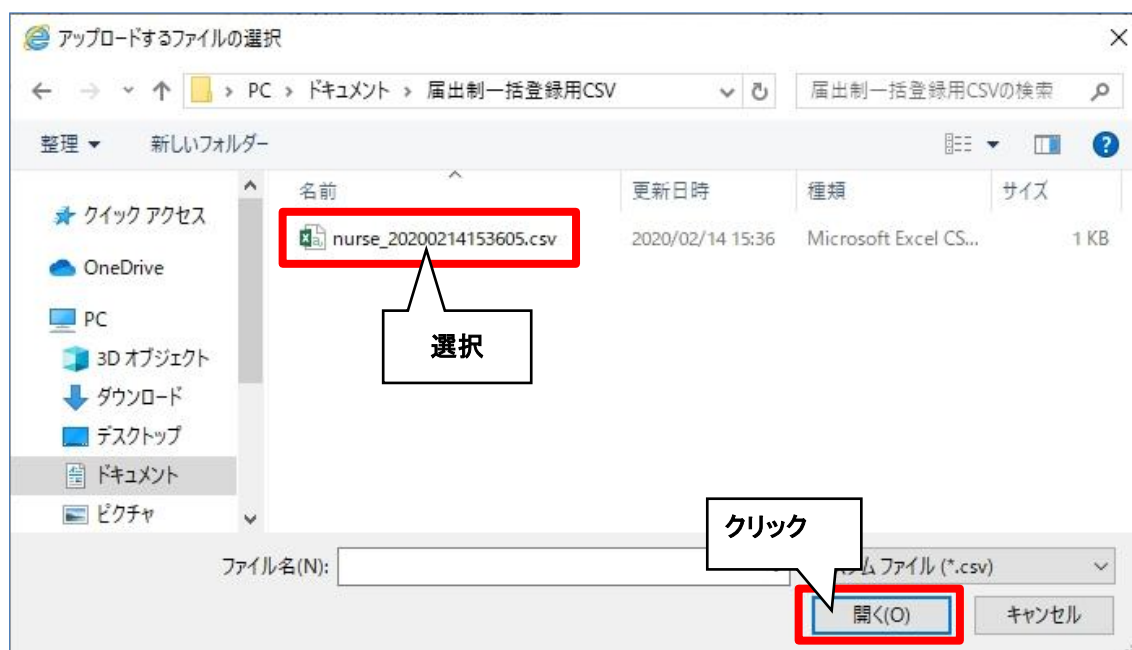 アップロードするファイルの選択
PC › ドキュメント › 届出制一括登録用CSV
届出制一括登録用CSVの検索
整理 新しいフォルダー
名前 更新日時 種類 サイズ
クイック アクセス
nurse_20200214153605.csv 2020/02/14 15:36 Microsoft Excel CS... 1 KB
OneDrive
PC
選択
3D オブジェクト
ダウンロード
デスクトップ
ドキュメント
ピクチャ
クリック
ファイル名(N):
ファイル (*.csv)
開く(O) キャンセル